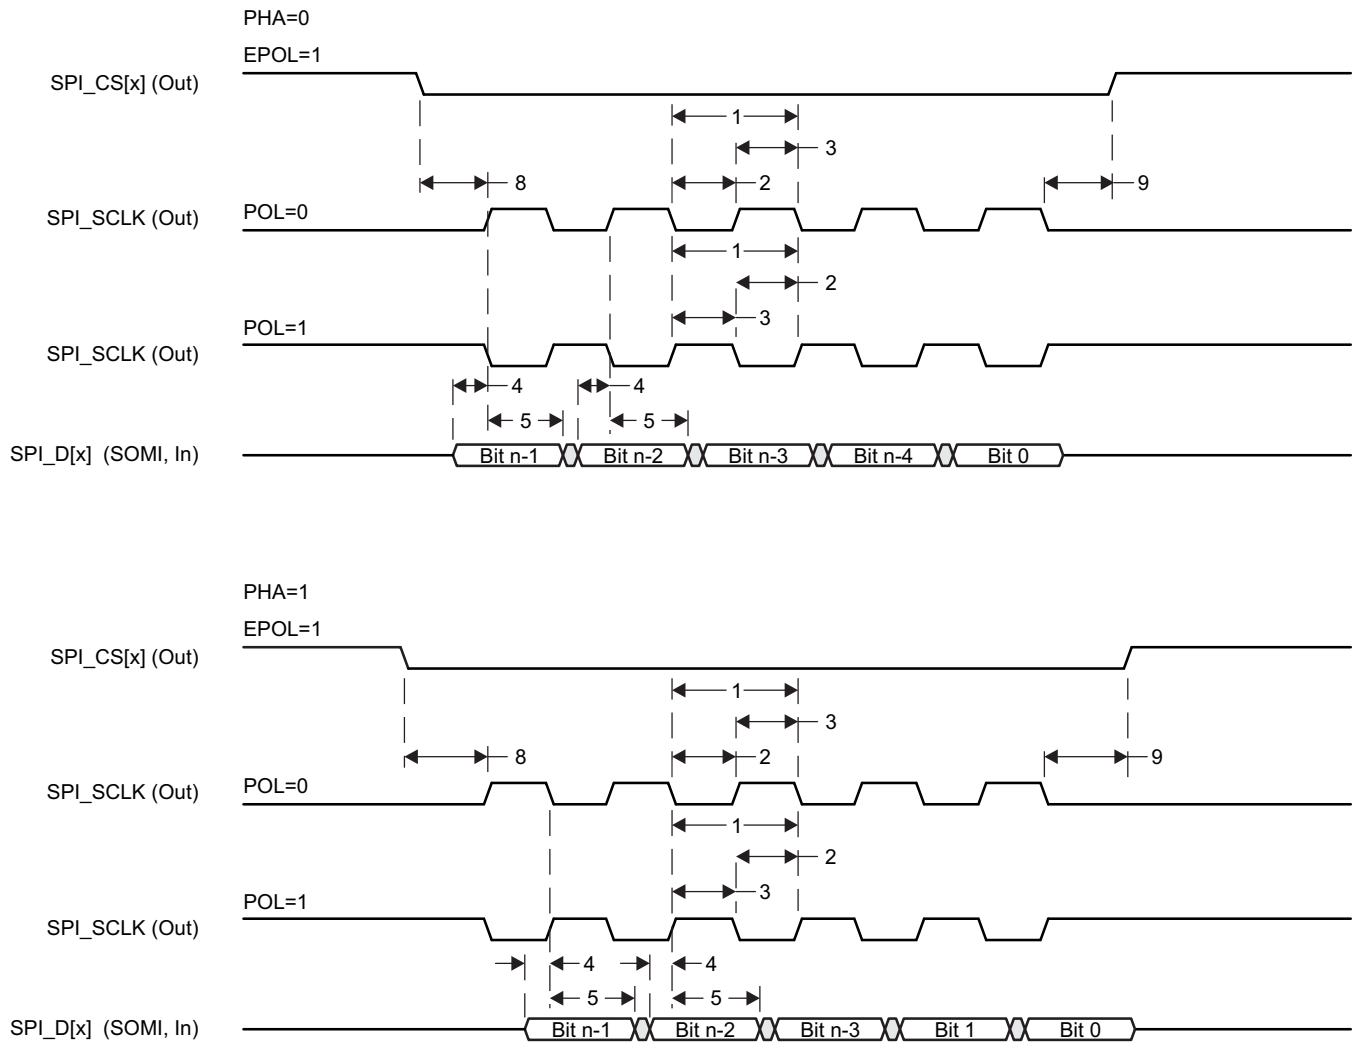 PHA=0
EPOL=1
SPI_CS[x] (Out)
1
3
8
2
9
SPI_SCLK (Out)
POL=0
1
2
3
POL=1
SPI_SCLK (Out)
4
4
5
5
SPI_D[x] (SOMI, In)
Bit n-1
Bit n-2
Bit n-3
Bit n-4
Bit 0
PHA=1
EPOL=1
SPI_CS[x] (Out)
1
3
8
2
9
SPI_SCLK (Out)
POL=0
1
2
3
POL=1
SPI_SCLK (Out)
4
4
5
5
SPI_D[x] (SOMI, In)
Bit n-1
Bit n-2
Bit n-3
Bit 1
Bit 0